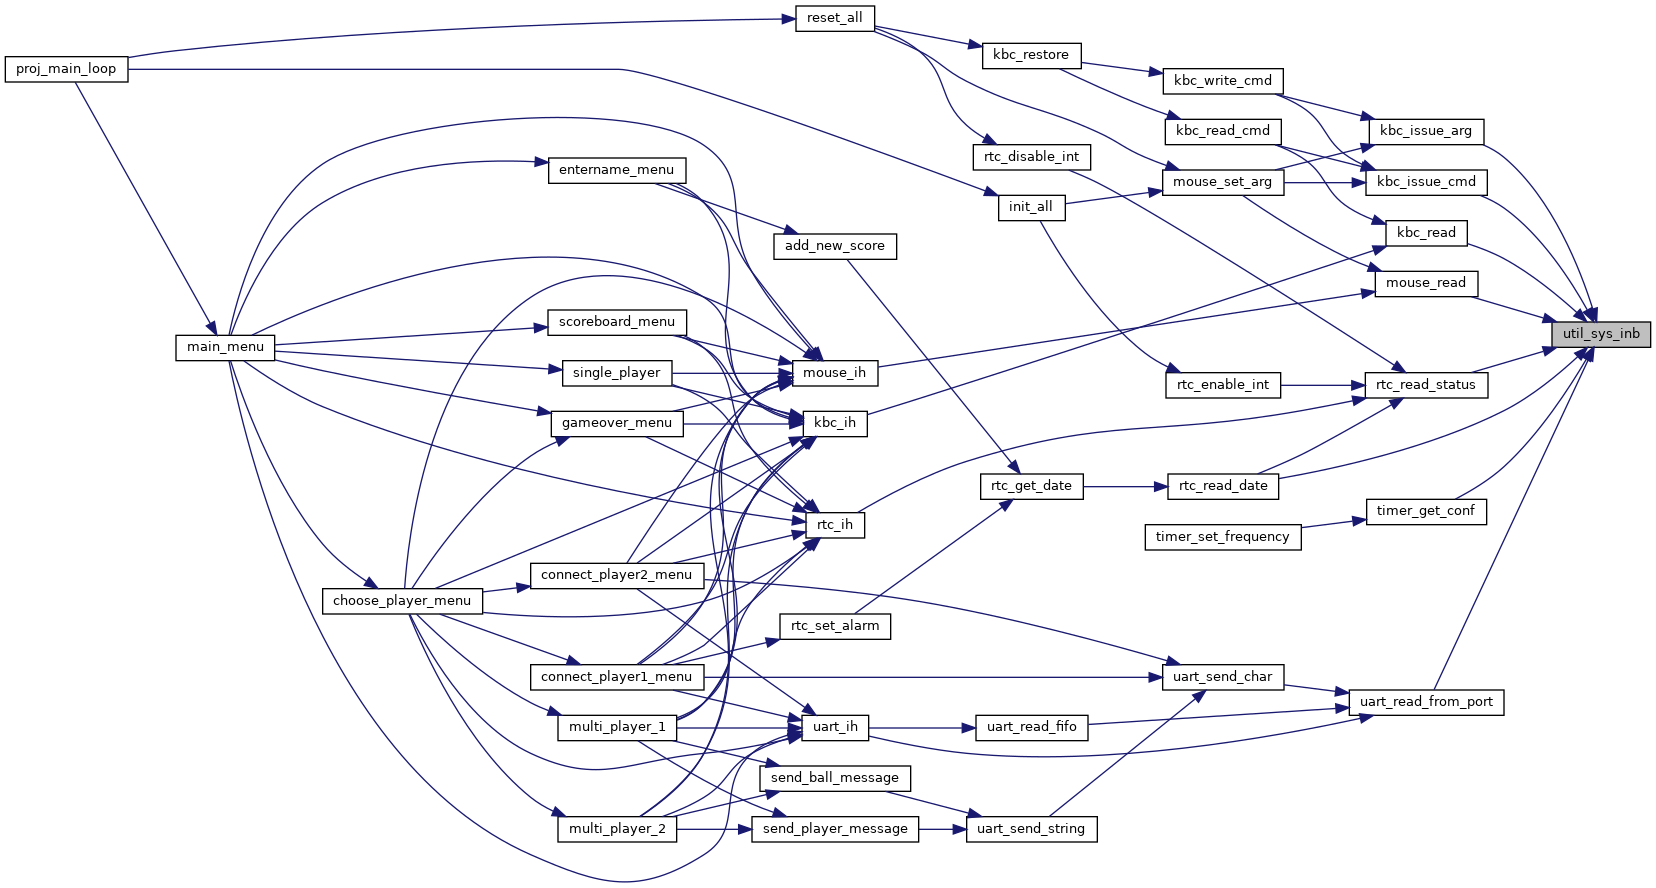 reset_all
kbc_restore
proj_main_loop
kbc_write_cmd
kbc_read_cmd
kbc_issue_arg
rtc_disable_int
entername_menu
mouse_set_arg
kbc_issue_cmd
init_all
kbc_read
add_new_score
mouse_read
scoreboard_menu
util_sys_inb
main_menu
single_player
mouse_ih
rtc_enable_int
rtc_read_status
gameover_menu
kbc_ih
rtc_get_date
rtc_read_date
timer_get_conf
rtc_ih
timer_set_frequency
connect_player2_menu
choose_player_menu
rtc_set_alarm
connect_player1_menu
uart_send_char
uart_read_from_port
multi_player_1
uart_ih
uart_read_fifo
send_ball_message
multi_player_2
send_player_message
uart_send_string